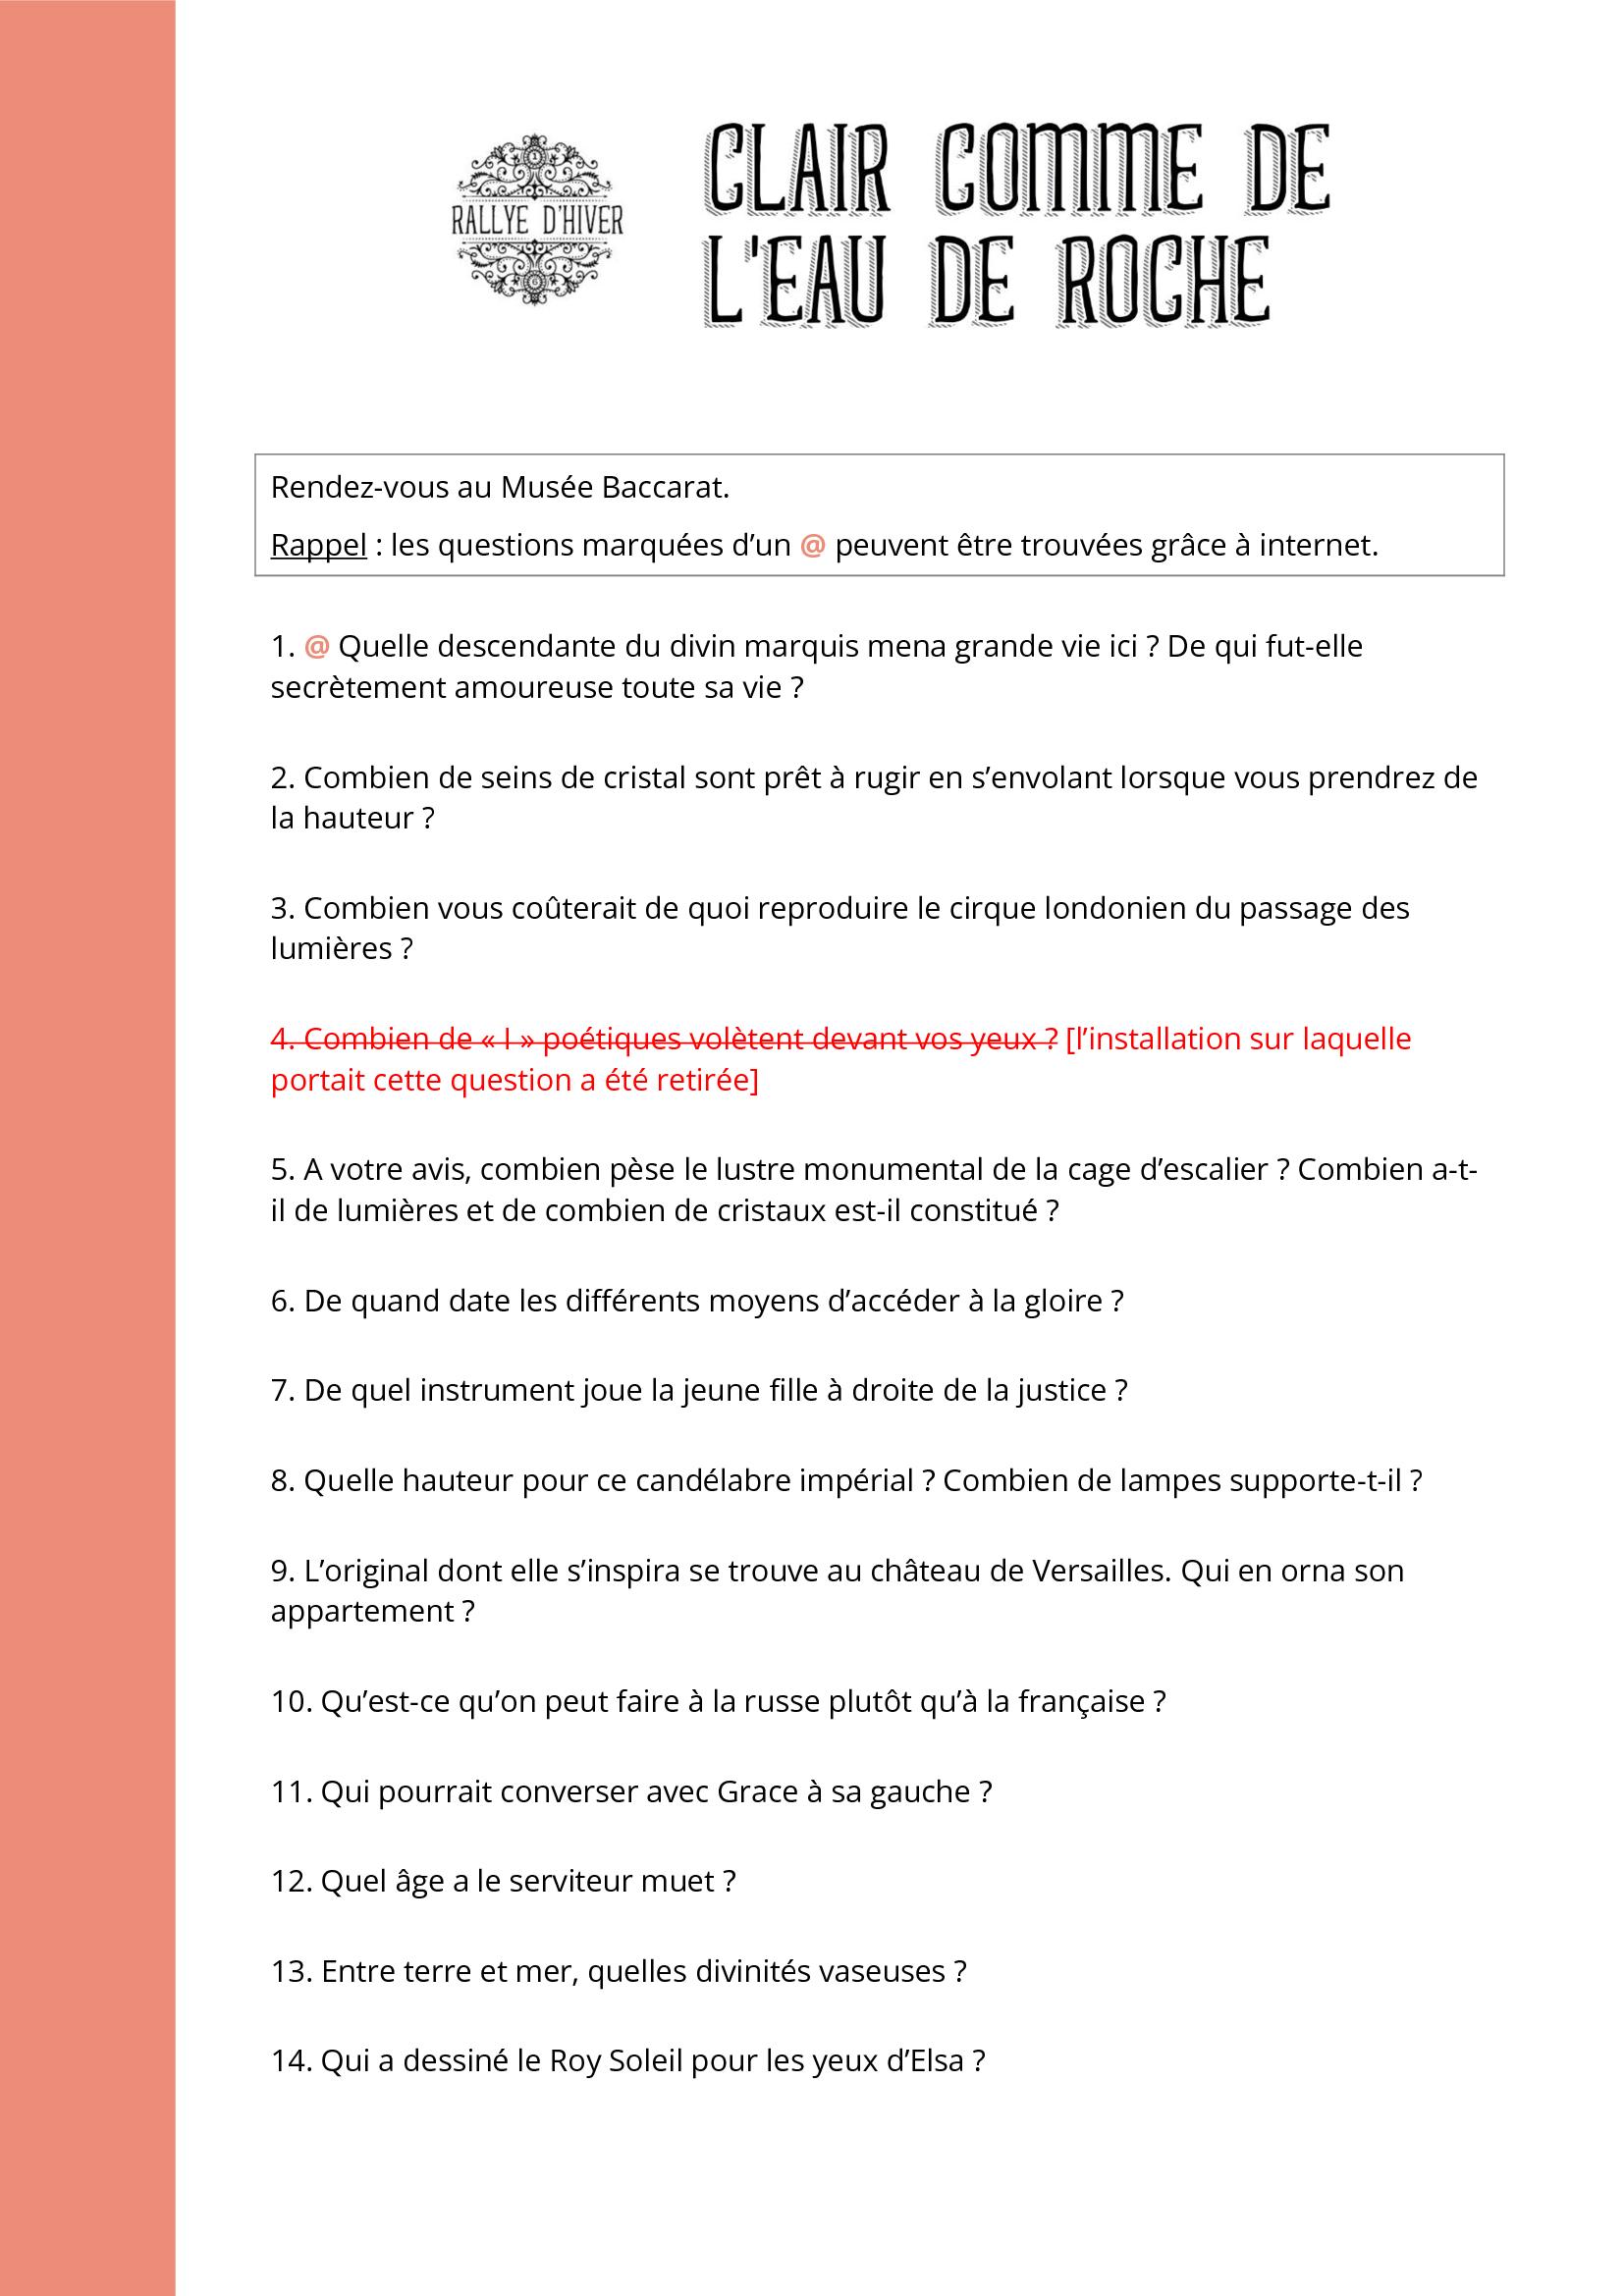 1
RALLYE D'HIVER
6
CLAIR COMME DE
L'EAU DE ROCHE
Rendez-vous au Musée Baccarat.
Rappel : les questions marquées d’un @ peuvent être trouvées grâce à internet.
1. @ Quelle descendante du divin marquis mena grande vie ici ? De qui fut-elle
secrètement amoureuse toute sa vie ?
2. Combien de seins de cristal sont prêt à rugir en s’envolant lorsque vous prendrez de
la hauteur ?
3. Combien vous coûterait de quoi reproduire le cirque londonien du passage des
lumières ?
4. Combien de « I » poétiques volètent devant vos yeux ? [l’installation sur laquelle
portait cette question a été retirée]
5. A votre avis, combien pèse le lustre monumental de la cage d’escalier ? Combien a-t-
il de lumières et de combien de cristaux est-il constitué ?
6. De quand date les différents moyens d’accéder à la gloire ?
7. De quel instrument joue la jeune fille à droite de la justice ?
8. Quelle hauteur pour ce candélabre impérial ? Combien de lampes supporte-t-il ?
9. L’original dont elle s’inspira se trouve au château de Versailles. Qui en orna son
appartement ?
10. Qu’est-ce qu’on peut faire à la russe plutôt qu’à la française ?
11. Qui pourrait converser avec Grace à sa gauche ?
12. Quel âge a le serviteur muet ?
13. Entre terre et mer, quelles divinités vaseuses ?
14. Qui a dessiné le Roy Soleil pour les yeux d’Elsa ?